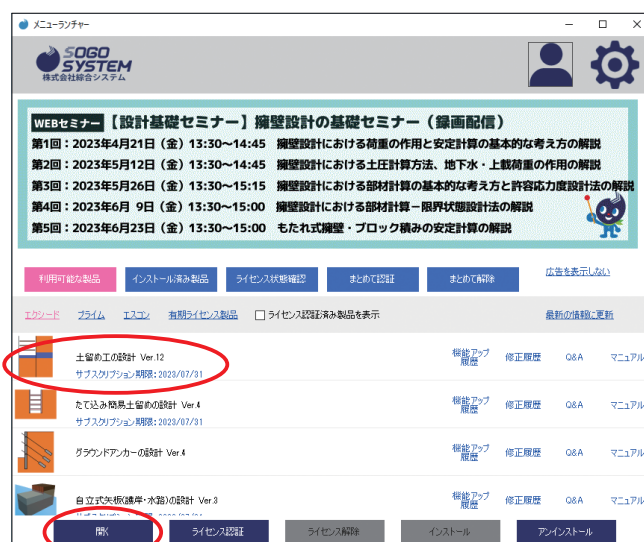 メニューランチャー
SOGO
SYSTEM
株式会社綜合システム
WEBセミナー 【設計基礎セミナー】擁壁設計の基礎セミナー（録画配信）
第1回：2023年4月21日（金）13:30～14:45 擁壁設計における荷重の作用と安定計算の基本的な考え方の解説
第2回：2023年5月12日（金）13:30～14:45 擁壁設計における土圧計算方法、地下水・上載荷重の作用の解説
第3回：2023年5月26日（金）13:30～15:15 擁壁設計における部材計算の基本的な考え方と許容応力度設計法の解説
第4回：2023年6月 9日（金）13:30～15:00 擁壁設計における部材計算－限界状態設計法の解説
第5回：2023年6月23日（金）13:30～15:00 もたれ式擁壁・ブロック積みの安定計算の解説
利用可能な製品 インストール済み製品 ライセンス状態確認 まとめて認証 まとめて解除 広告を表示しない
エクシード プライム エスコン 有期ライセンス製品 ライセンス認証済み製品を表示 最新の情報に更新
土留め工の設計 Ver.12 機能アップ履歴 修正履歴 Q&A マニュアル
サブスクリプション期限:2023/07/31
たて込み簡易土留めの設計 Ver.4 機能アップ履歴 修正履歴 Q&A マニュアル
サブスクリプション期限:2023/07/31
グラウンドアンカーの設計 Ver.4 機能アップ履歴 修正履歴 Q&A マニュアル
自立式矢板(護岸・水路)の設計 Ver.3 機能アップ履歴 修正履歴 Q&A マニュアル
開く ライセンス認証 ライセンス解除 インストール アンインストール